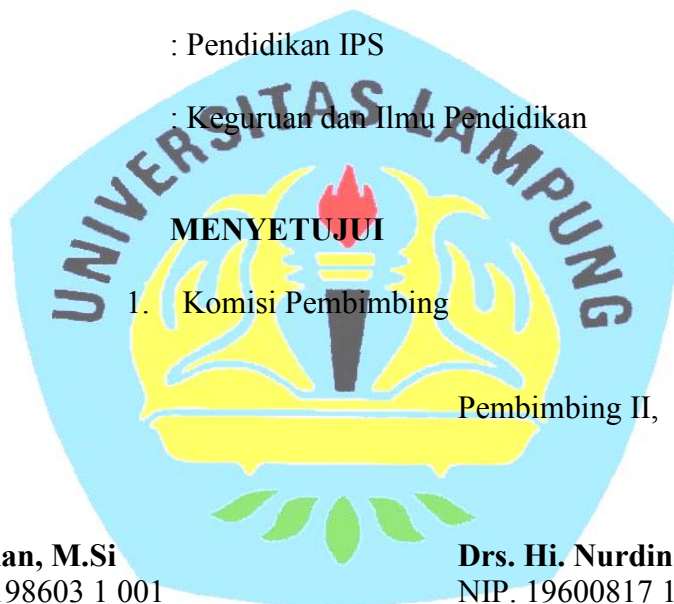 : Pendidikan IPS
: Keguruan dan Ilmu Pendidikan
UNIVERSITAS LAMPUNG
MENYETUJUI
1. Komisi Pembimbing
Pembimbing II,
an, M.Si
Drs. Hi. Nurdin
198603 1 001
NIP. 19600817 1